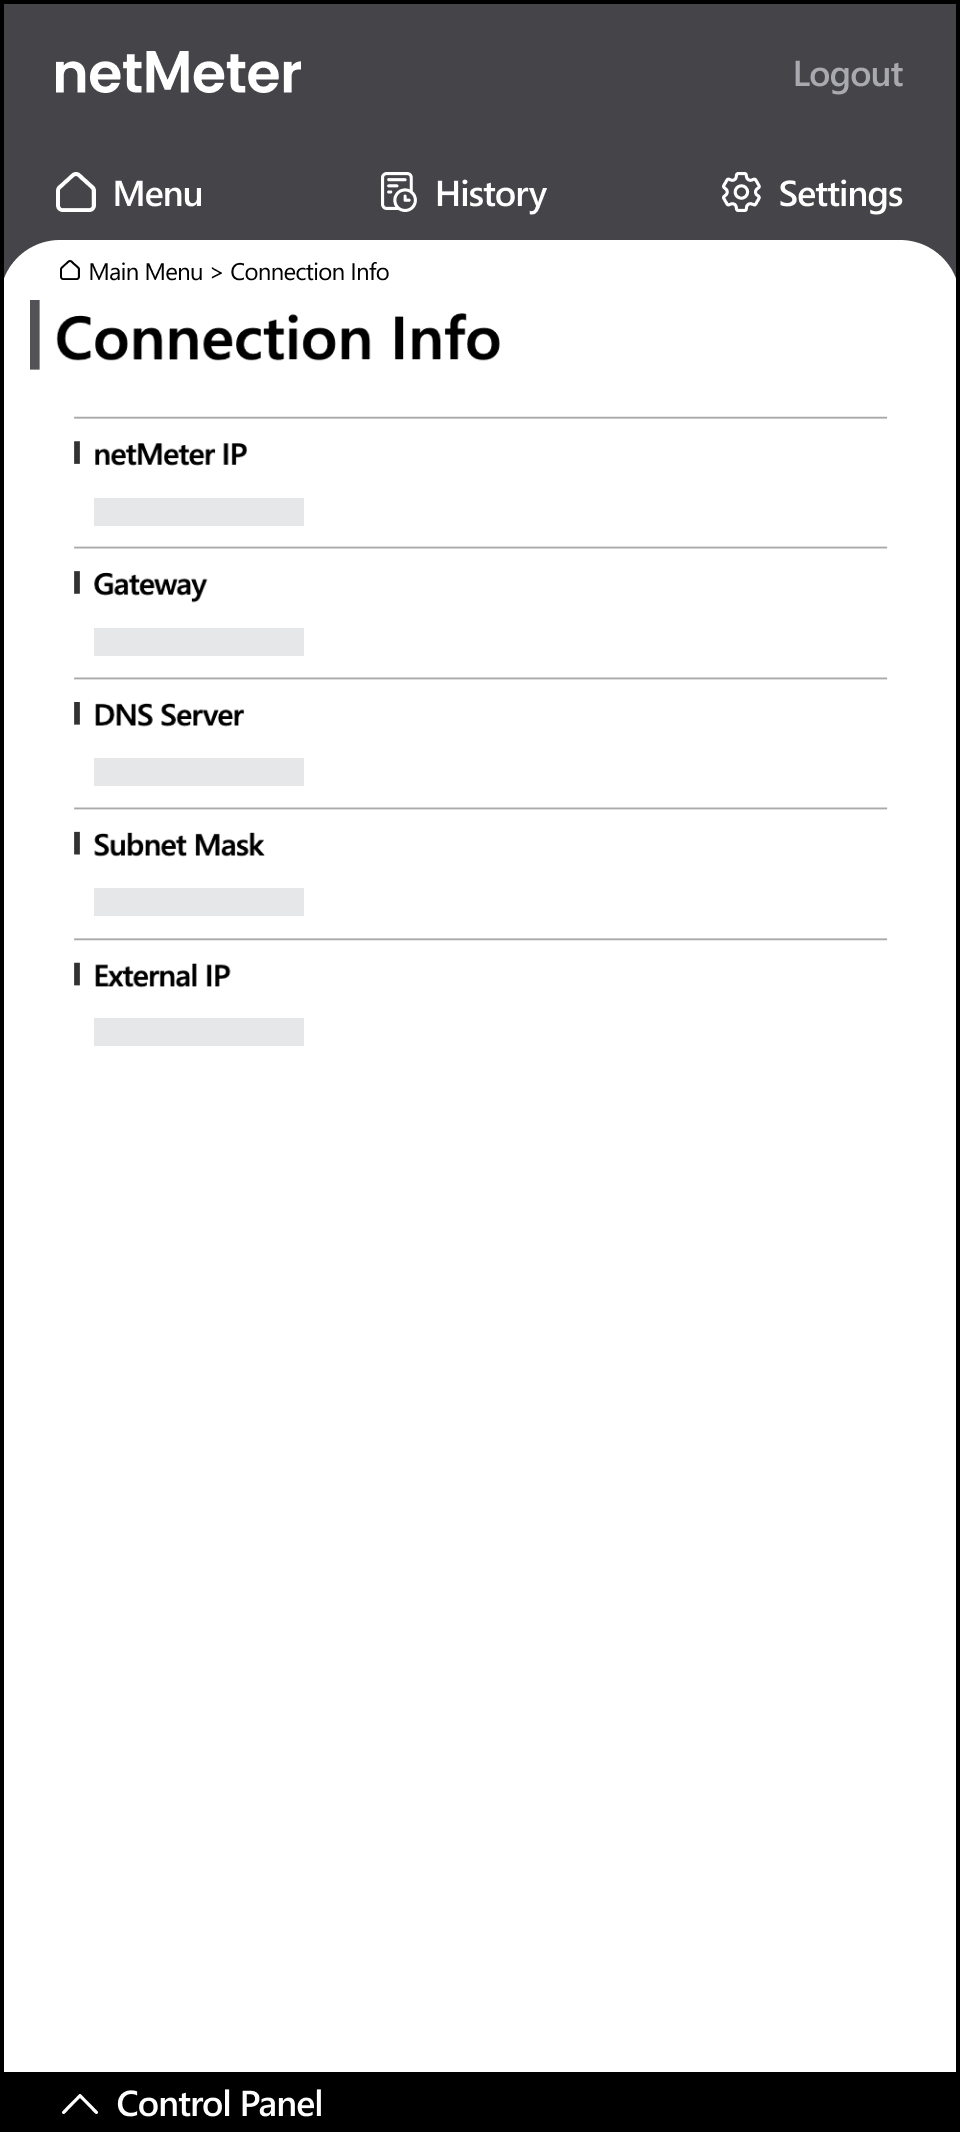 netMeter
Logout
Menu
History
Settings
Main Menu > Connection Info
Connection Info
netMeter IP
Gateway
DNS Server
Subnet Mask
External IP
Control Panel